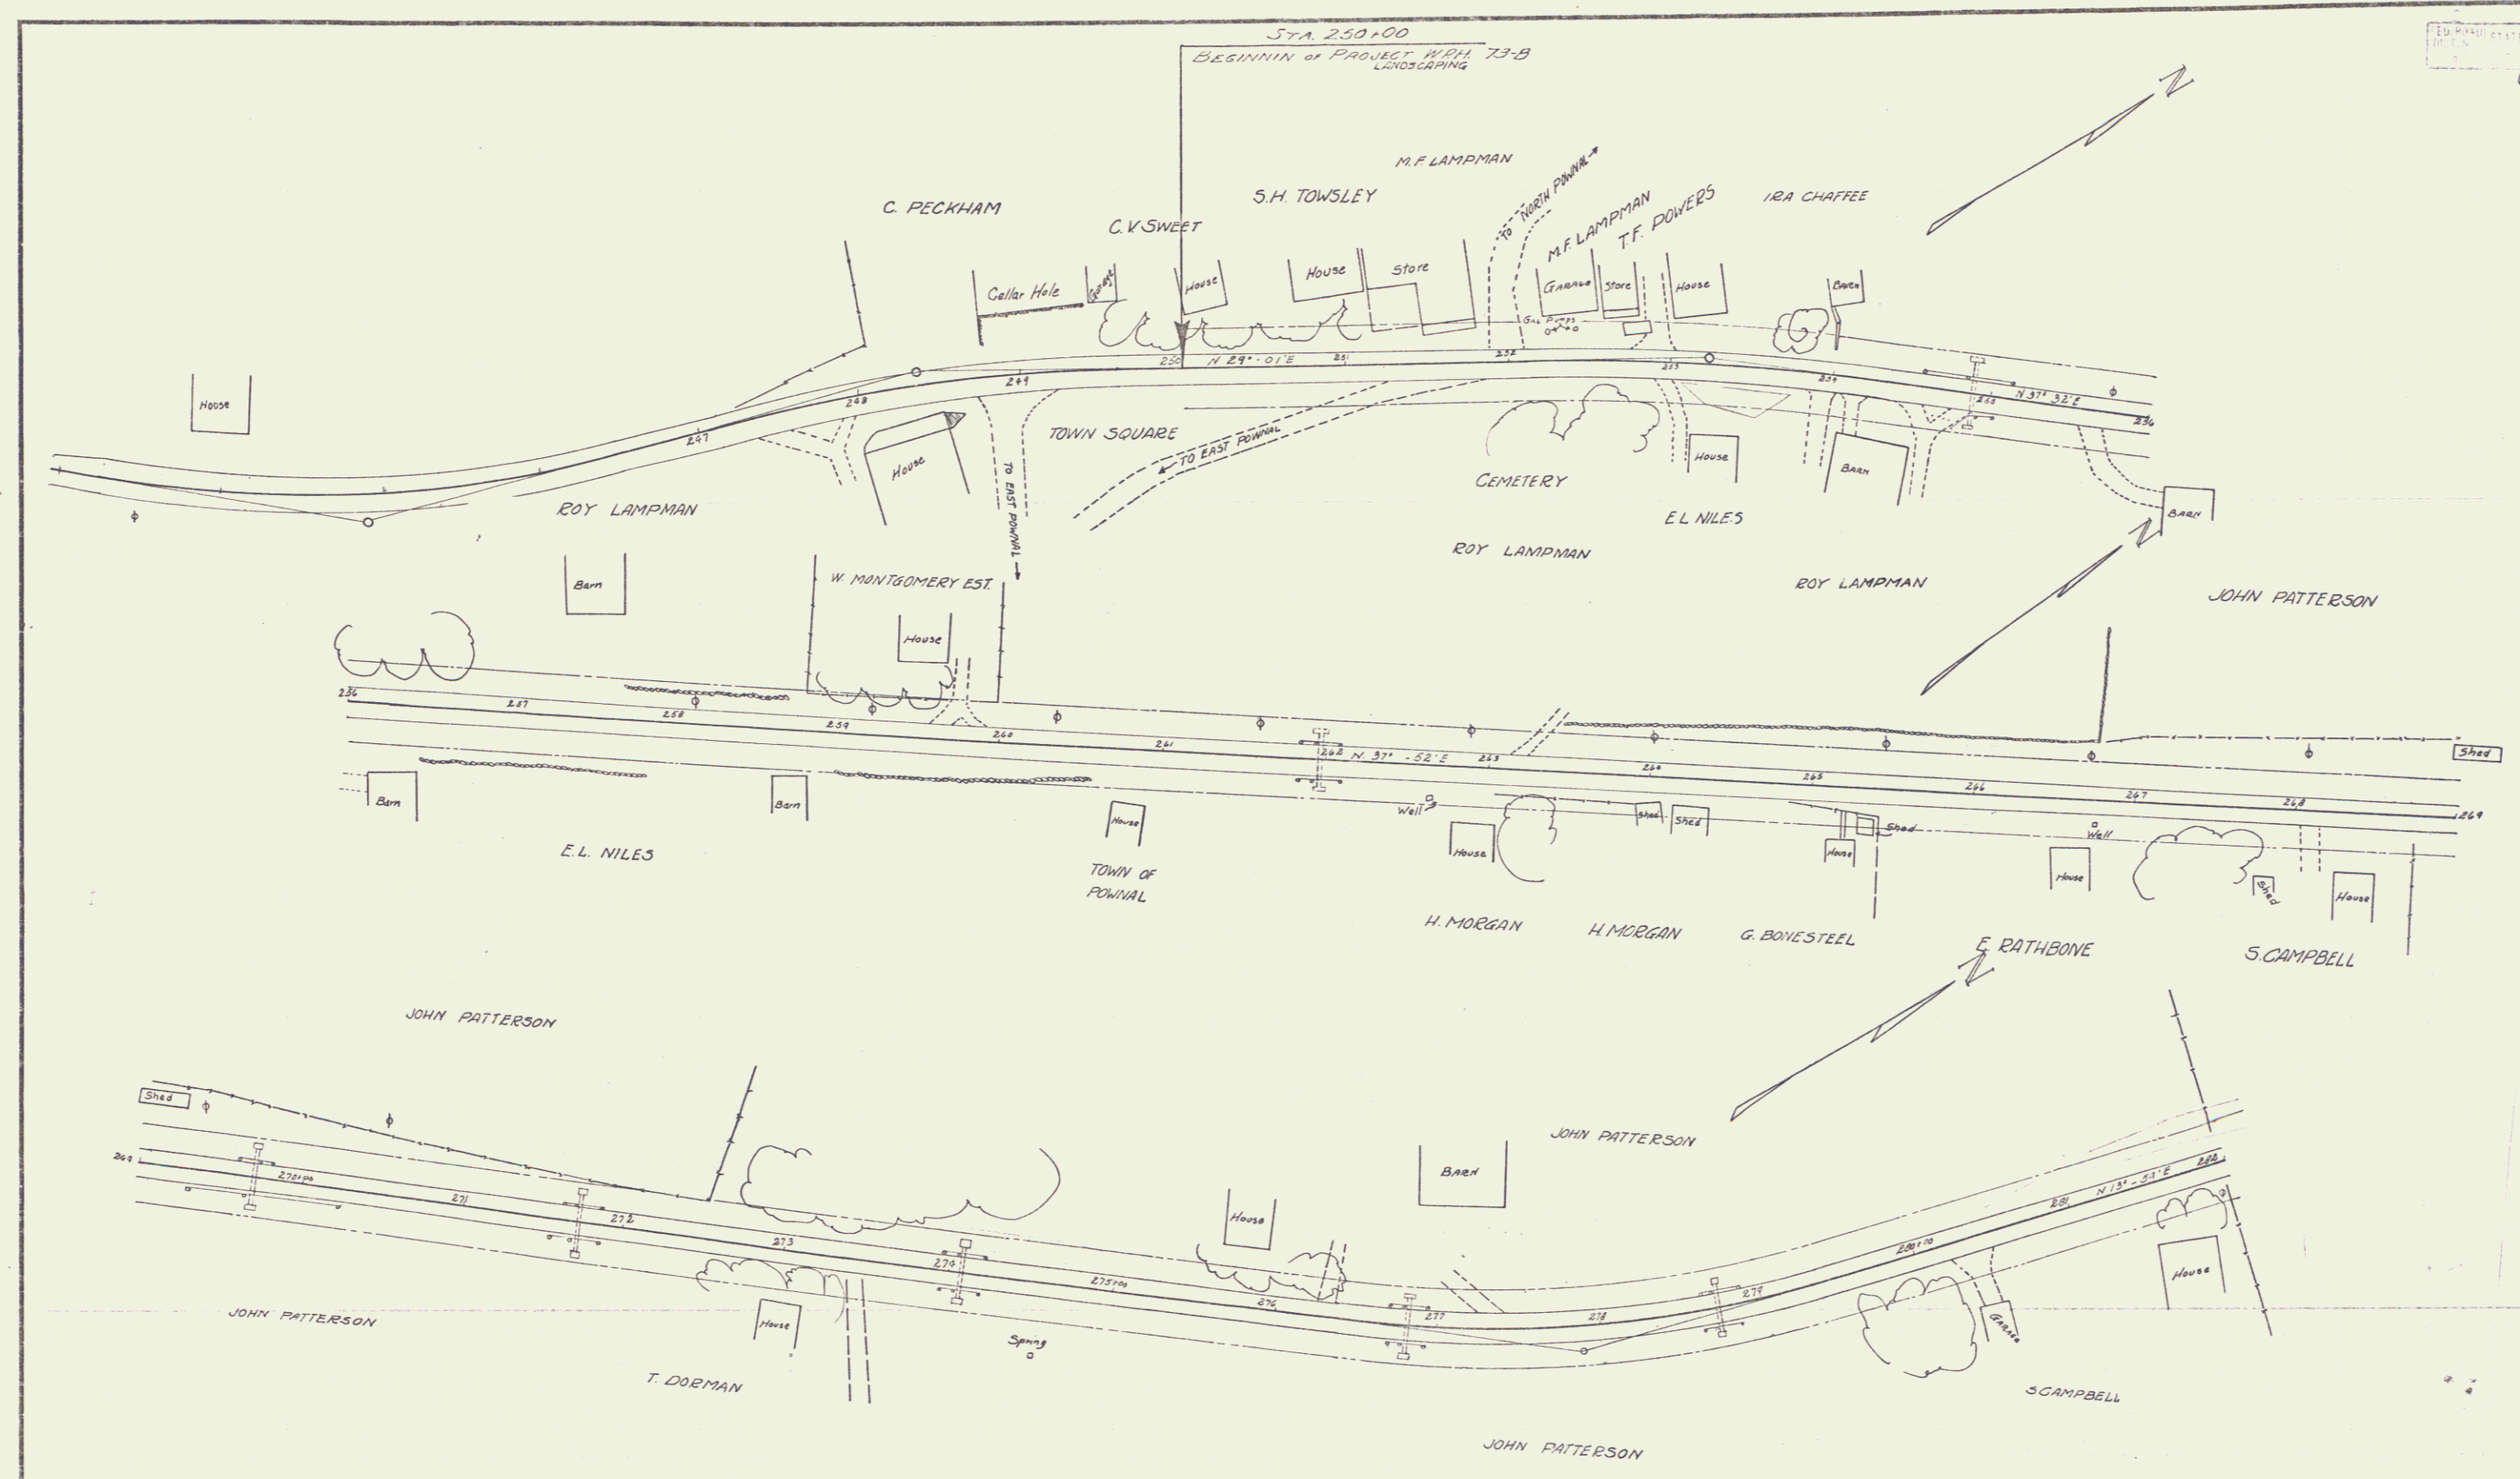 STA. 250+00
BEGINNIN OF PROJECT W.R.H. 73-B
LANDSCAPING
FED. ROAD
STATE
N
M.F. LAMPMAN
S.H. TOWSLEY
C. PECKHAM
C.V. SWEET
TO NORTH POWNAL
M.F. LAMPMAN
T.F. POWERS
IRA CHAFFEE
House
Cellar Hole
Garage
House
House
Store
GARAGE
Store
House
BARN
Gas Pumps
247
248
249
250
N 29°-01'E
251
252
253
254
N 37° 52' E
256
House
TOWN SQUARE
TO EAST POWNAL
TO EAST POWNAL
CEMETERY
House
BARN
BARN
ROY LAMPMAN
E.L NILES
ROY LAMPMAN
ROY LAMPMAN
JOHN PATTERSON
N
Barn
W. MONTGOMERY EST.
House
256
257
258
259
260
261
262
N. 37° -52' E
263
264
265
266
267
268
269
Shed
Barn
Barn
House
Well
House
Shed
Shed
Shed
House
Well
House
Shed
House
E.L. NILES
TOWN OF
POWNAL
H. MORGAN
H. MORGAN
G. BONESTEEL
E. RATHBONE
S. CAMPBELL
N
JOHN PATTERSON
JOHN PATTERSON
Shed
House
BARN
269
270+00
271
272
273
274
275+00
276
277
278
279
280+00
281
282
House
Spring
GARAGE
House
JOHN PATTERSON
T. DORMAN
S CAMPBELL
JOHN PATTERSON